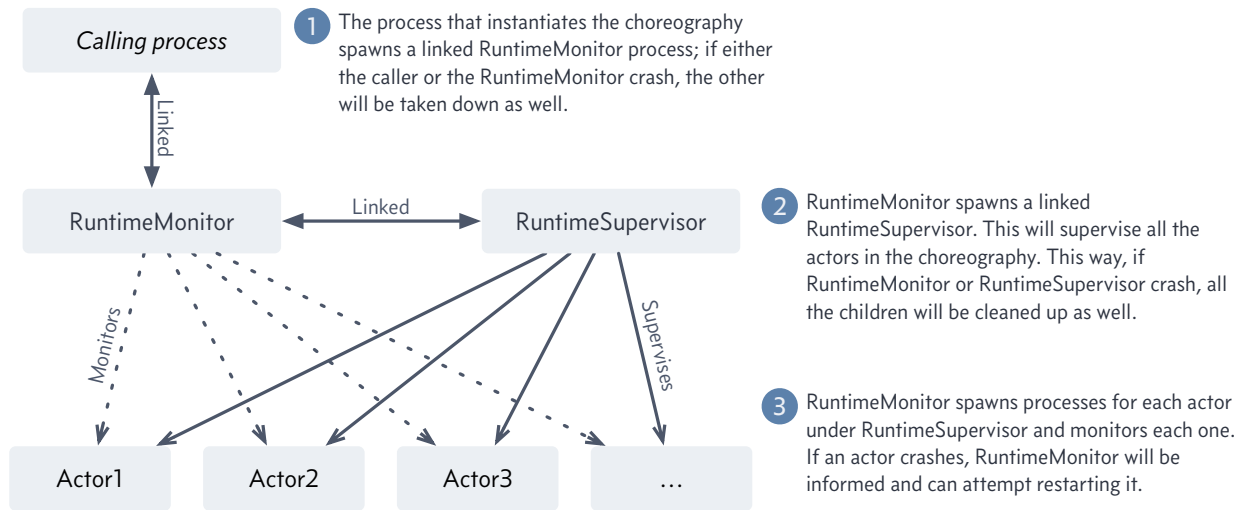 Calling process
1
The process that instantiates the choreography
spawns a linked RuntimeMonitor process; if either
the caller or the RuntimeMonitor crash, the other
will be taken down as well.
Linked
RuntimeMonitor
Linked
RuntimeSupervisor
2
RuntimeMonitor spawns a linked
RuntimeSupervisor. This will supervise all the
actors in the choreography. This way, if
RuntimeMonitor or RuntimeSupervisor crash, all
the children will be cleaned up as well.
Monitors
Supervises
3
RuntimeMonitor spawns processes for each actor
under RuntimeSupervisor and monitors each one.
If an actor crashes, RuntimeMonitor will be
informed and can attempt restarting it.
Actor1
Actor2
Actor3
…